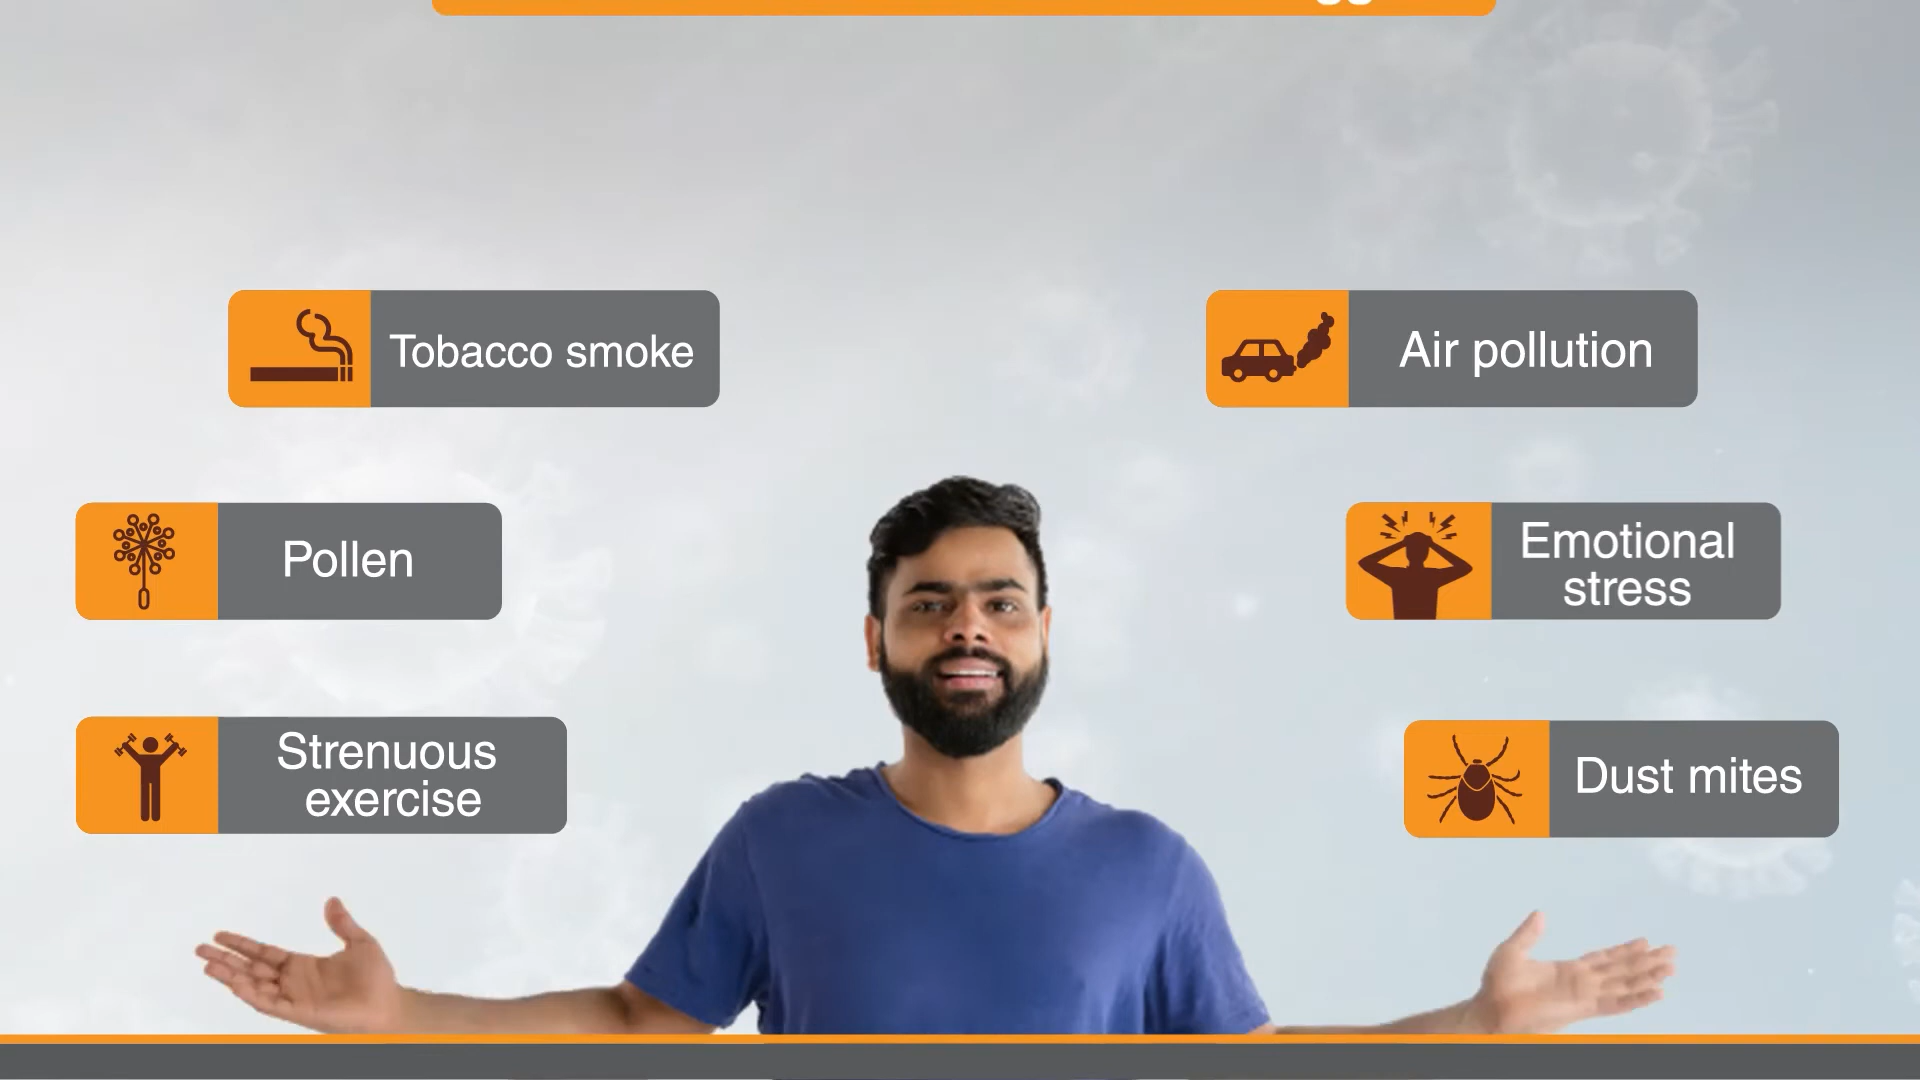 Tobacco smoke
Air pollution
Pollen
Emotional
stress
Strenuous
exercise
Dust mites